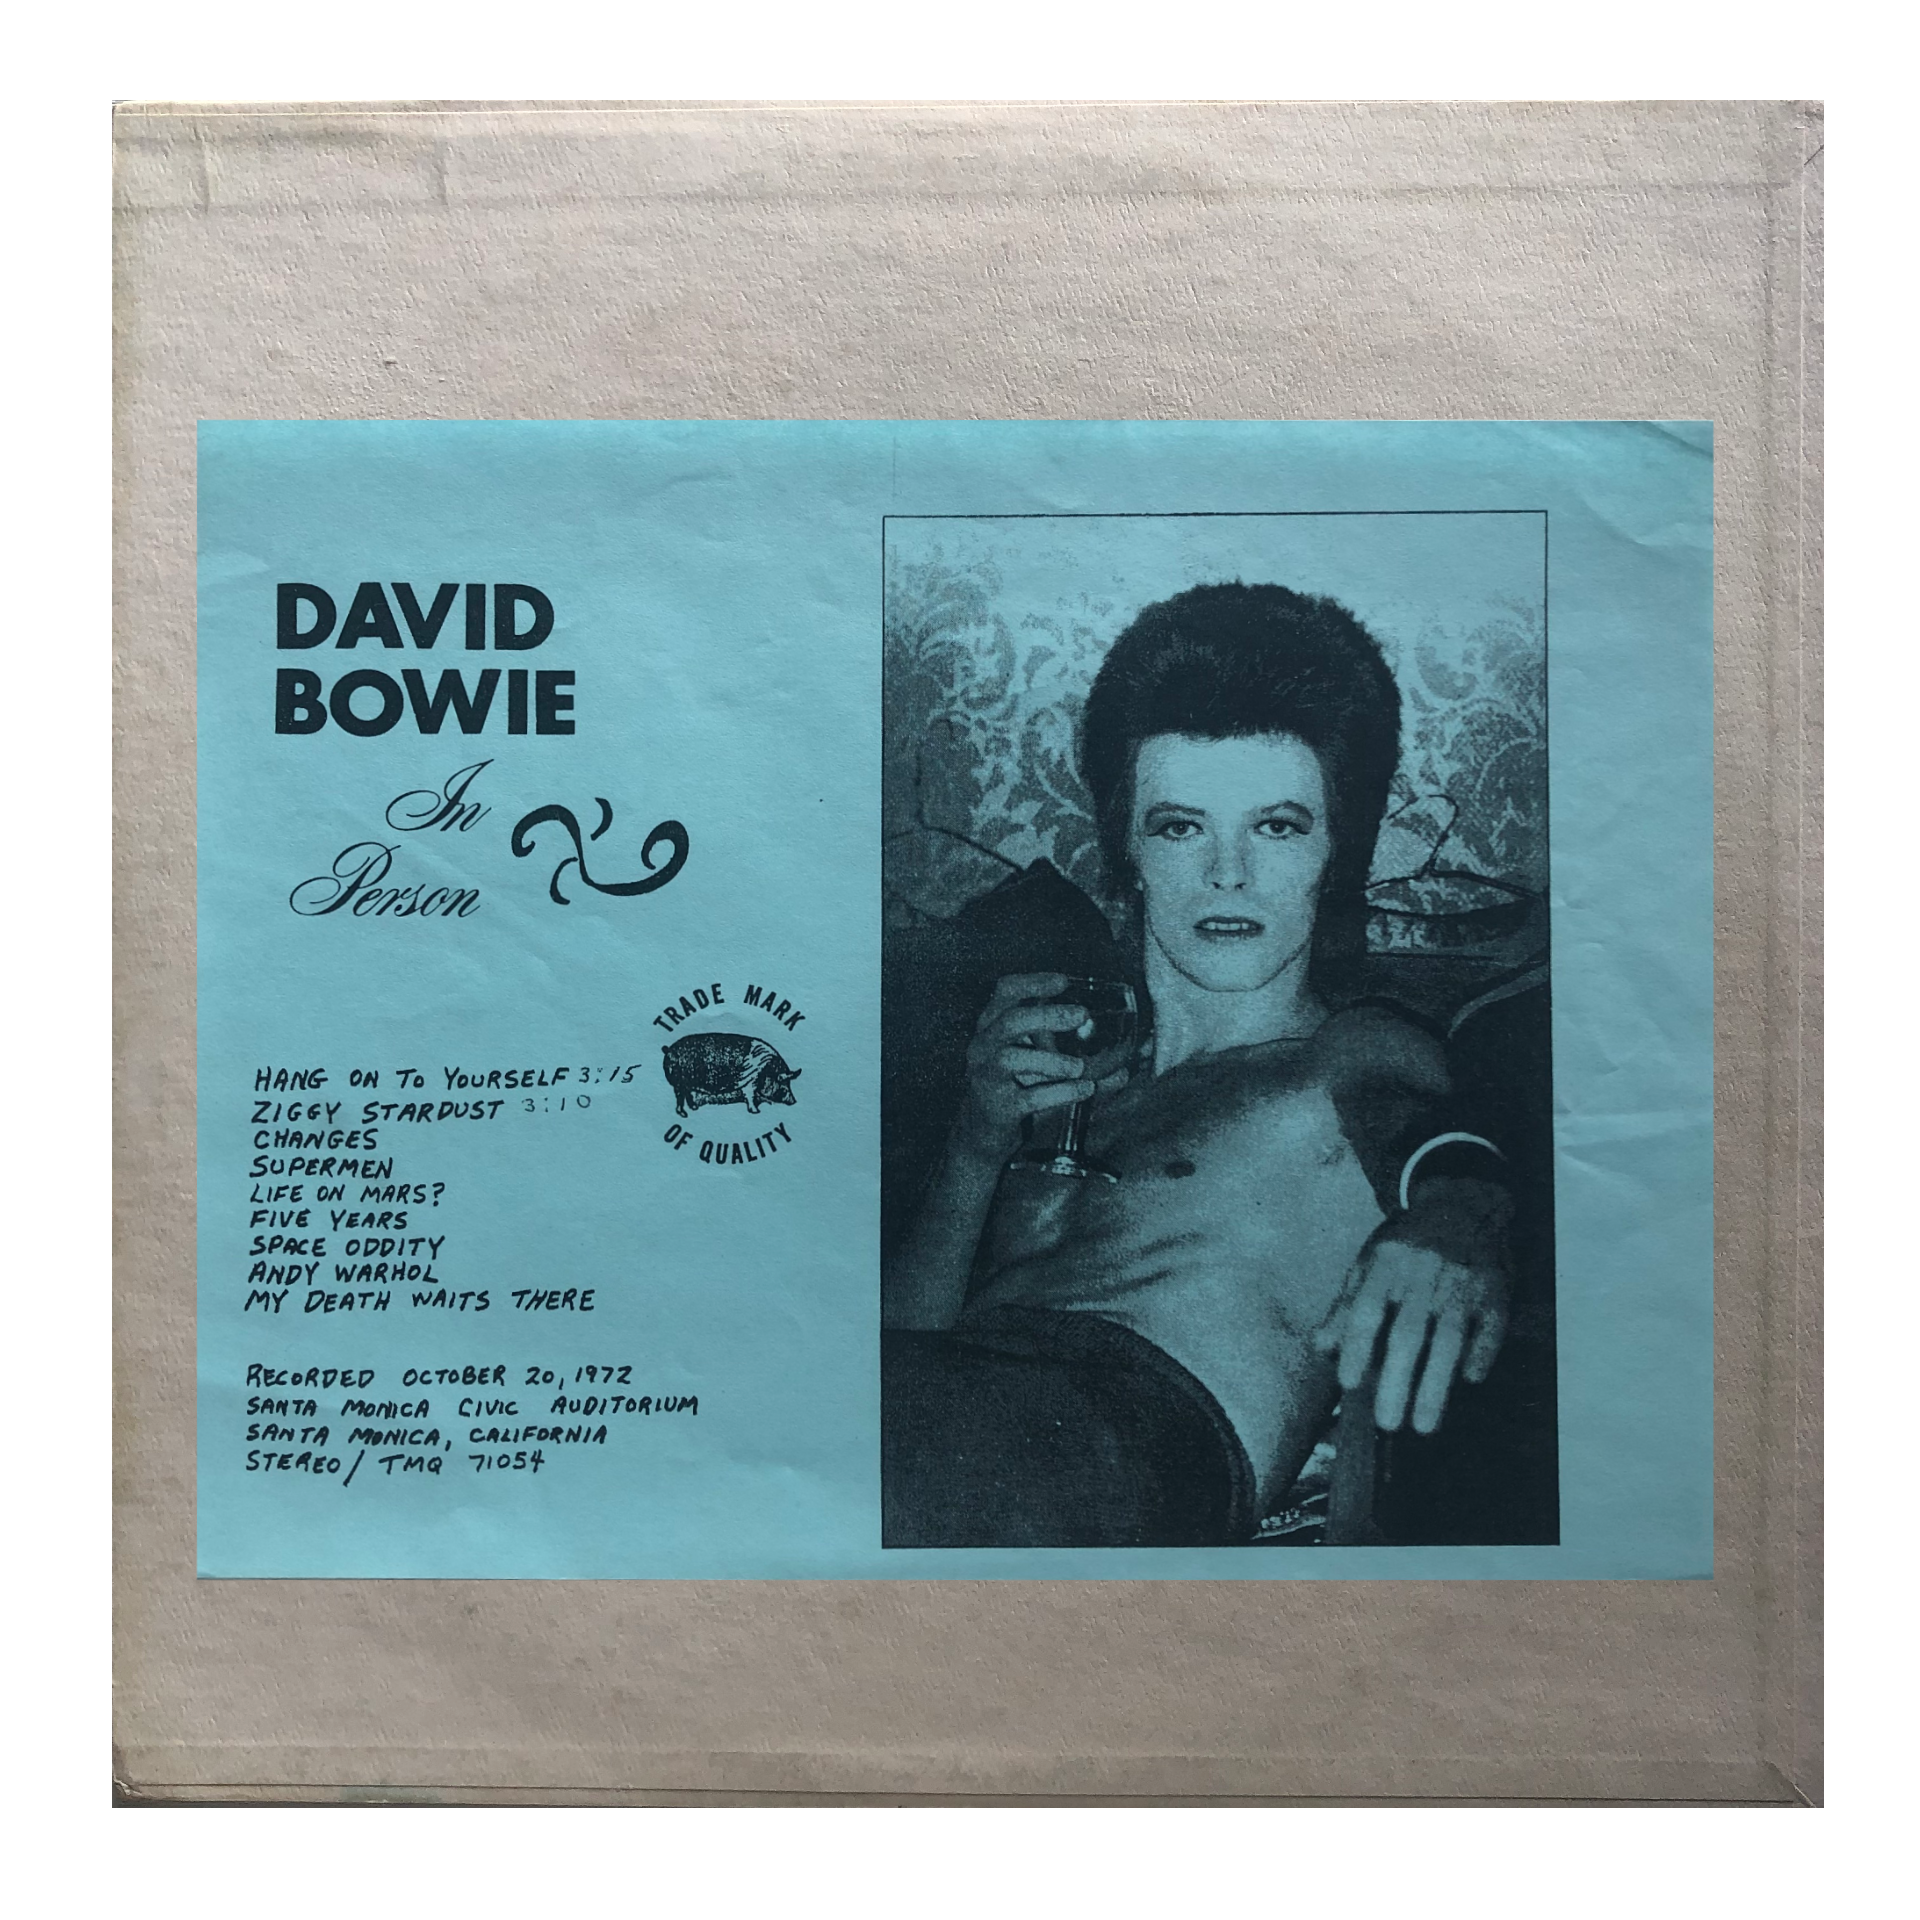 DAVID
BOWIE
In
Person
TRADE MARK
OF QUALITY
HANG ON TO YOURSELF 3:15
ZIGGY STARDUST 3:10
CHANGES
SUPERMEN
LIFE ON MARS?
FIVE YEARS
SPACE ODDITY
ANDY WARHOL
MY DEATH WAITS THERE
RECORDED OCTOBER 20, 1972
SANTA MONICA CIVIC AUDITORIUM
SANTA MONICA, CALIFORNIA
STEREO / TMQ 71054